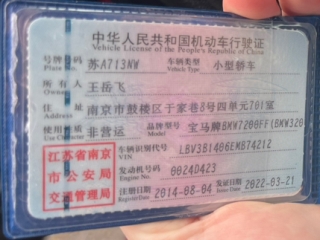 中华人民共和国机动车行驶证
Vehicle License of the People's Republic of China
号牌号码 Plate No. 苏A713NW 车辆类型 Vehicle Type 小型轿车
所有人 Owner 王岳飞
住址 Address 南京市鼓楼区于家巷8号四单元701室
使用性质 Use Character 非营运 品牌型号 Model 宝马牌BMW7200FF(BMW320
江苏省南京
市公安局
交通管理局
车辆识别代号 VIN LBV3B1406EMB74212
发动机号码 Engine No. 0024D423
注册日期 Register Date 2014-08-04 发证日期 Issue Date 2022-03-21